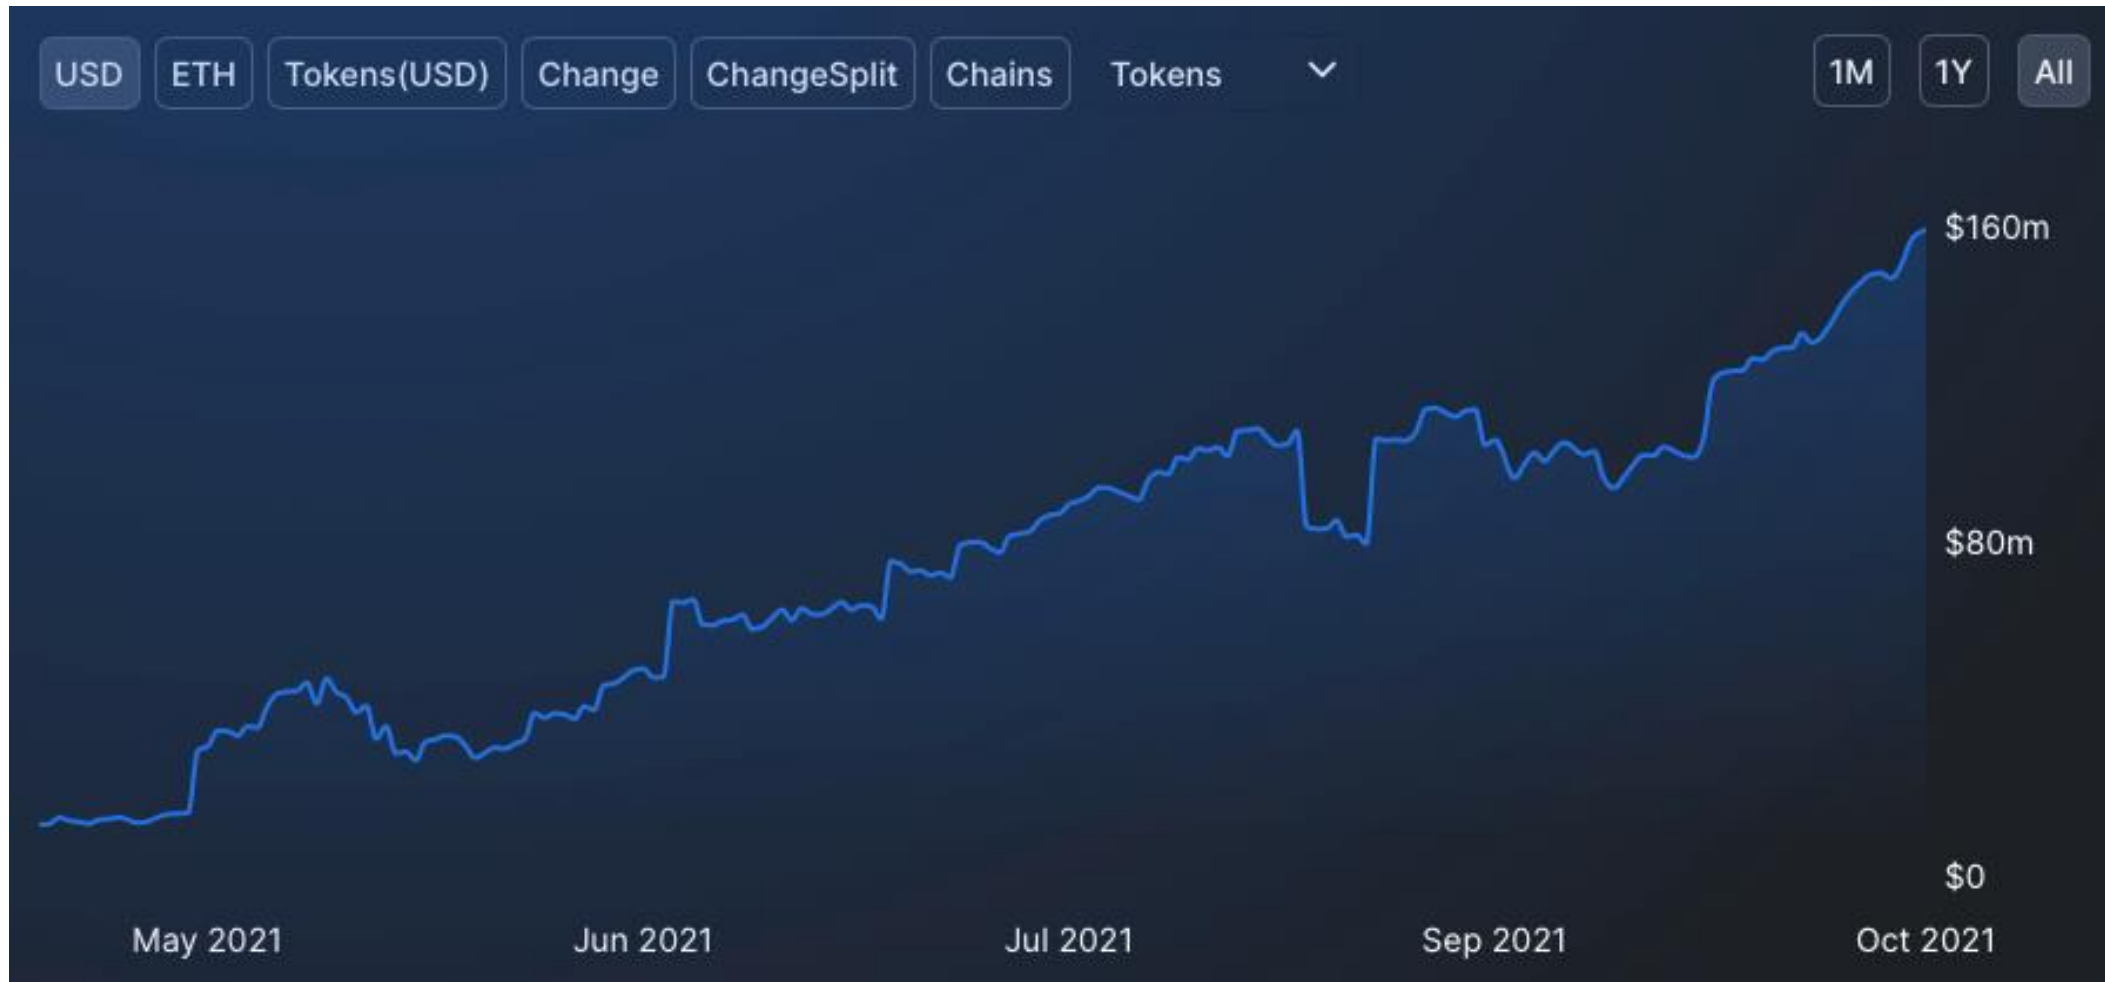 USD ETH Tokens(USD) Change ChangeSplit Chains Tokens 1M 1Y All
$160m
$80m
$0
May 2021 Jun 2021 Jul 2021 Sep 2021 Oct 2021